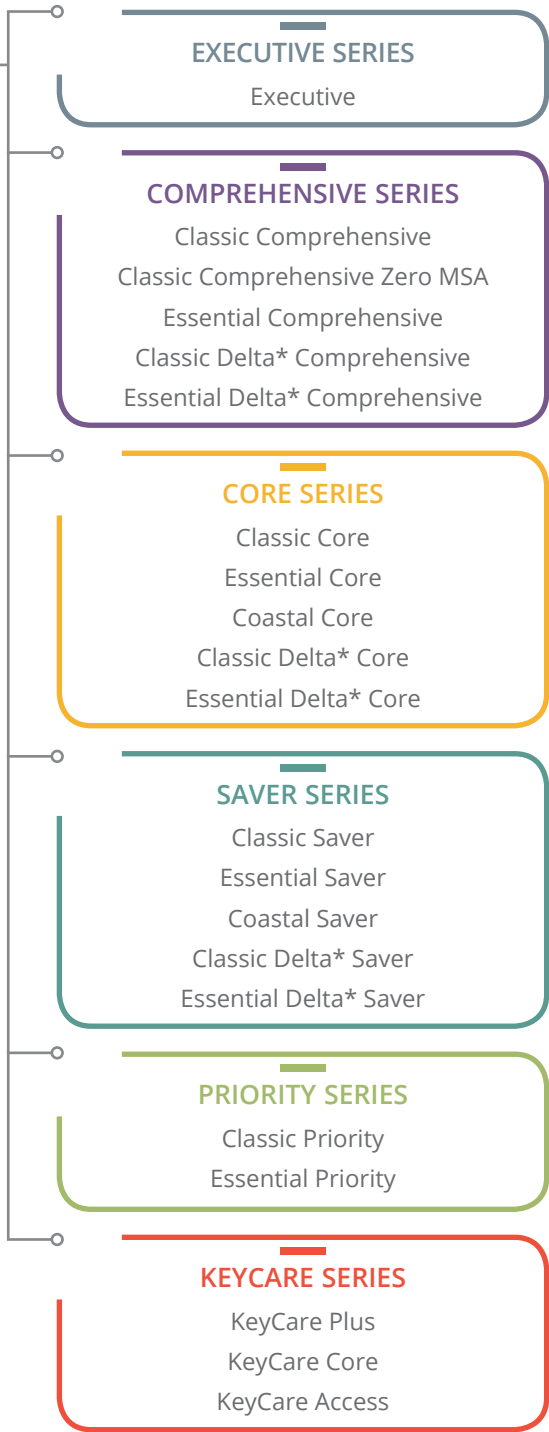 EXECUTIVE SERIES
Executive
COMPREHENSIVE SERIES
Classic Comprehensive
Classic Comprehensive Zero MSA
Essential Comprehensive
Classic Delta* Comprehensive
Essential Delta* Comprehensive
CORE SERIES
Classic Core
Essential Core
Coastal Core
Classic Delta* Core
Essential Delta* Core
SAVER SERIES
Classic Saver
Essential Saver
Coastal Saver
Classic Delta* Saver
Essential Delta* Saver
PRIORITY SERIES
Classic Priority
Essential Priority
KEYCARE SERIES
KeyCare Plus
KeyCare Core
KeyCare Access